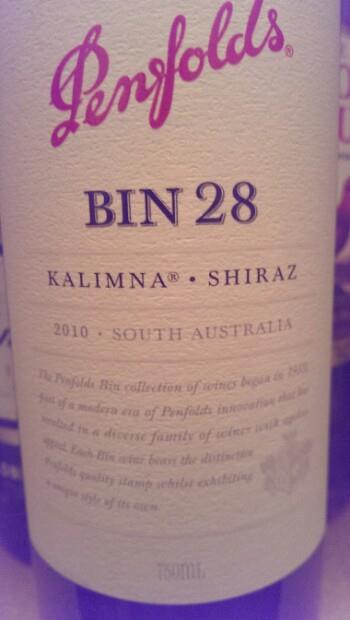 Penfolds®
BIN 28
KALIMNA® • SHIRAZ
2010 • SOUTH AUSTRALIA
The Penfolds Bin collection of wines began in
part of a modern era of Penfolds innovation that has
resulted in a diverse family of wines with
appeal. Each Bin wine bears the distinctive
Penfolds quality stamp whilst exhibiting
a unique style of its own.
750ML